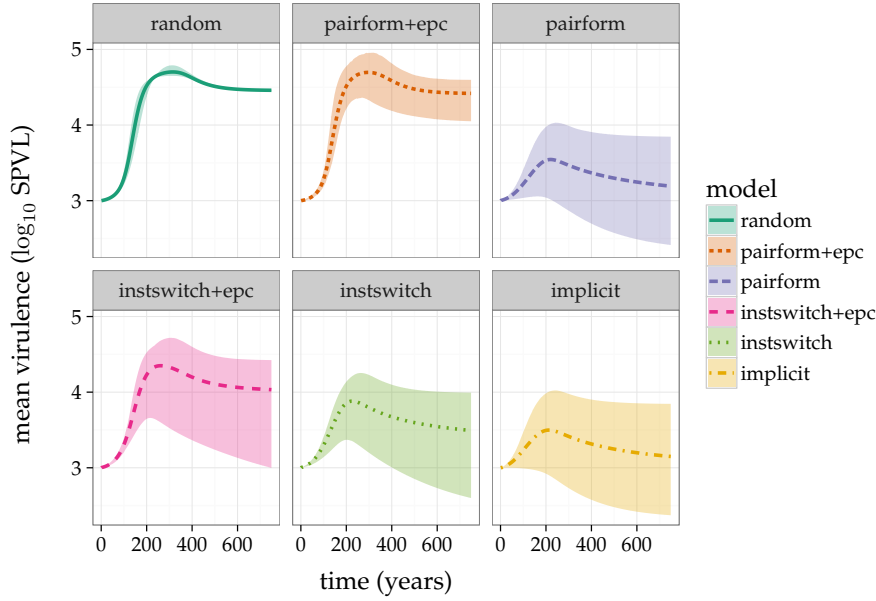 random
pairform+epc
pairform
5
4
3
instswitch+epc
instswitch
implicit
5
4
3
0 200 400 600
0 200 400 600
0 200 400 600
time (years)
mean virulence (log10 SPVL)
model
random
pairform+epc
pairform
instswitch+epc
instswitch
implicit